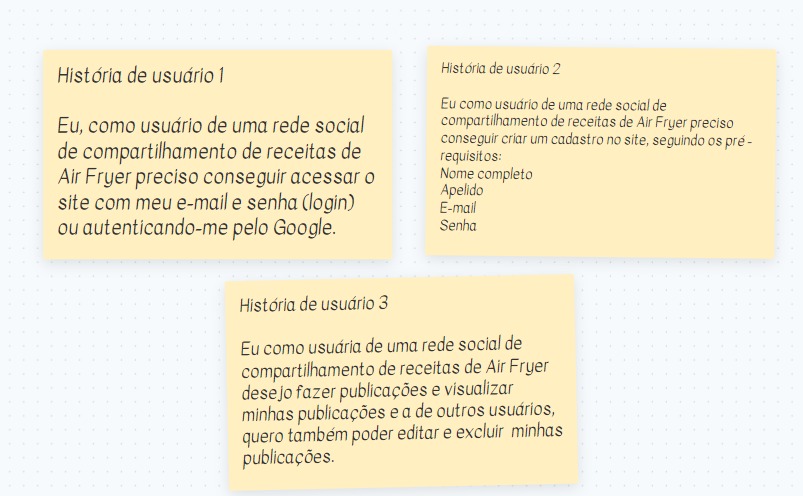 História de usuário 1
Eu, como usuário de uma rede social
de compartilhamento de receitas de
Air Fryer preciso conseguir acessar o
site com meu e-mail e senha (login)
ou autenticando-me pelo Google.
História de usuário 2
Eu como usuário de uma rede social de
compartilhamento de receitas de Air Fryer preciso
conseguir criar um cadastro no site, seguindo os pré -
requisitos:
Nome completo
Apelido
E-mail
Senha
História de usuário 3
Eu como usuária de uma rede social de
compartilhamento de receitas de Air Fryer
desejo fazer publicações e visualizar
minhas publicações e a de outros usuários,
quero também poder editar e excluir minhas
publicações.